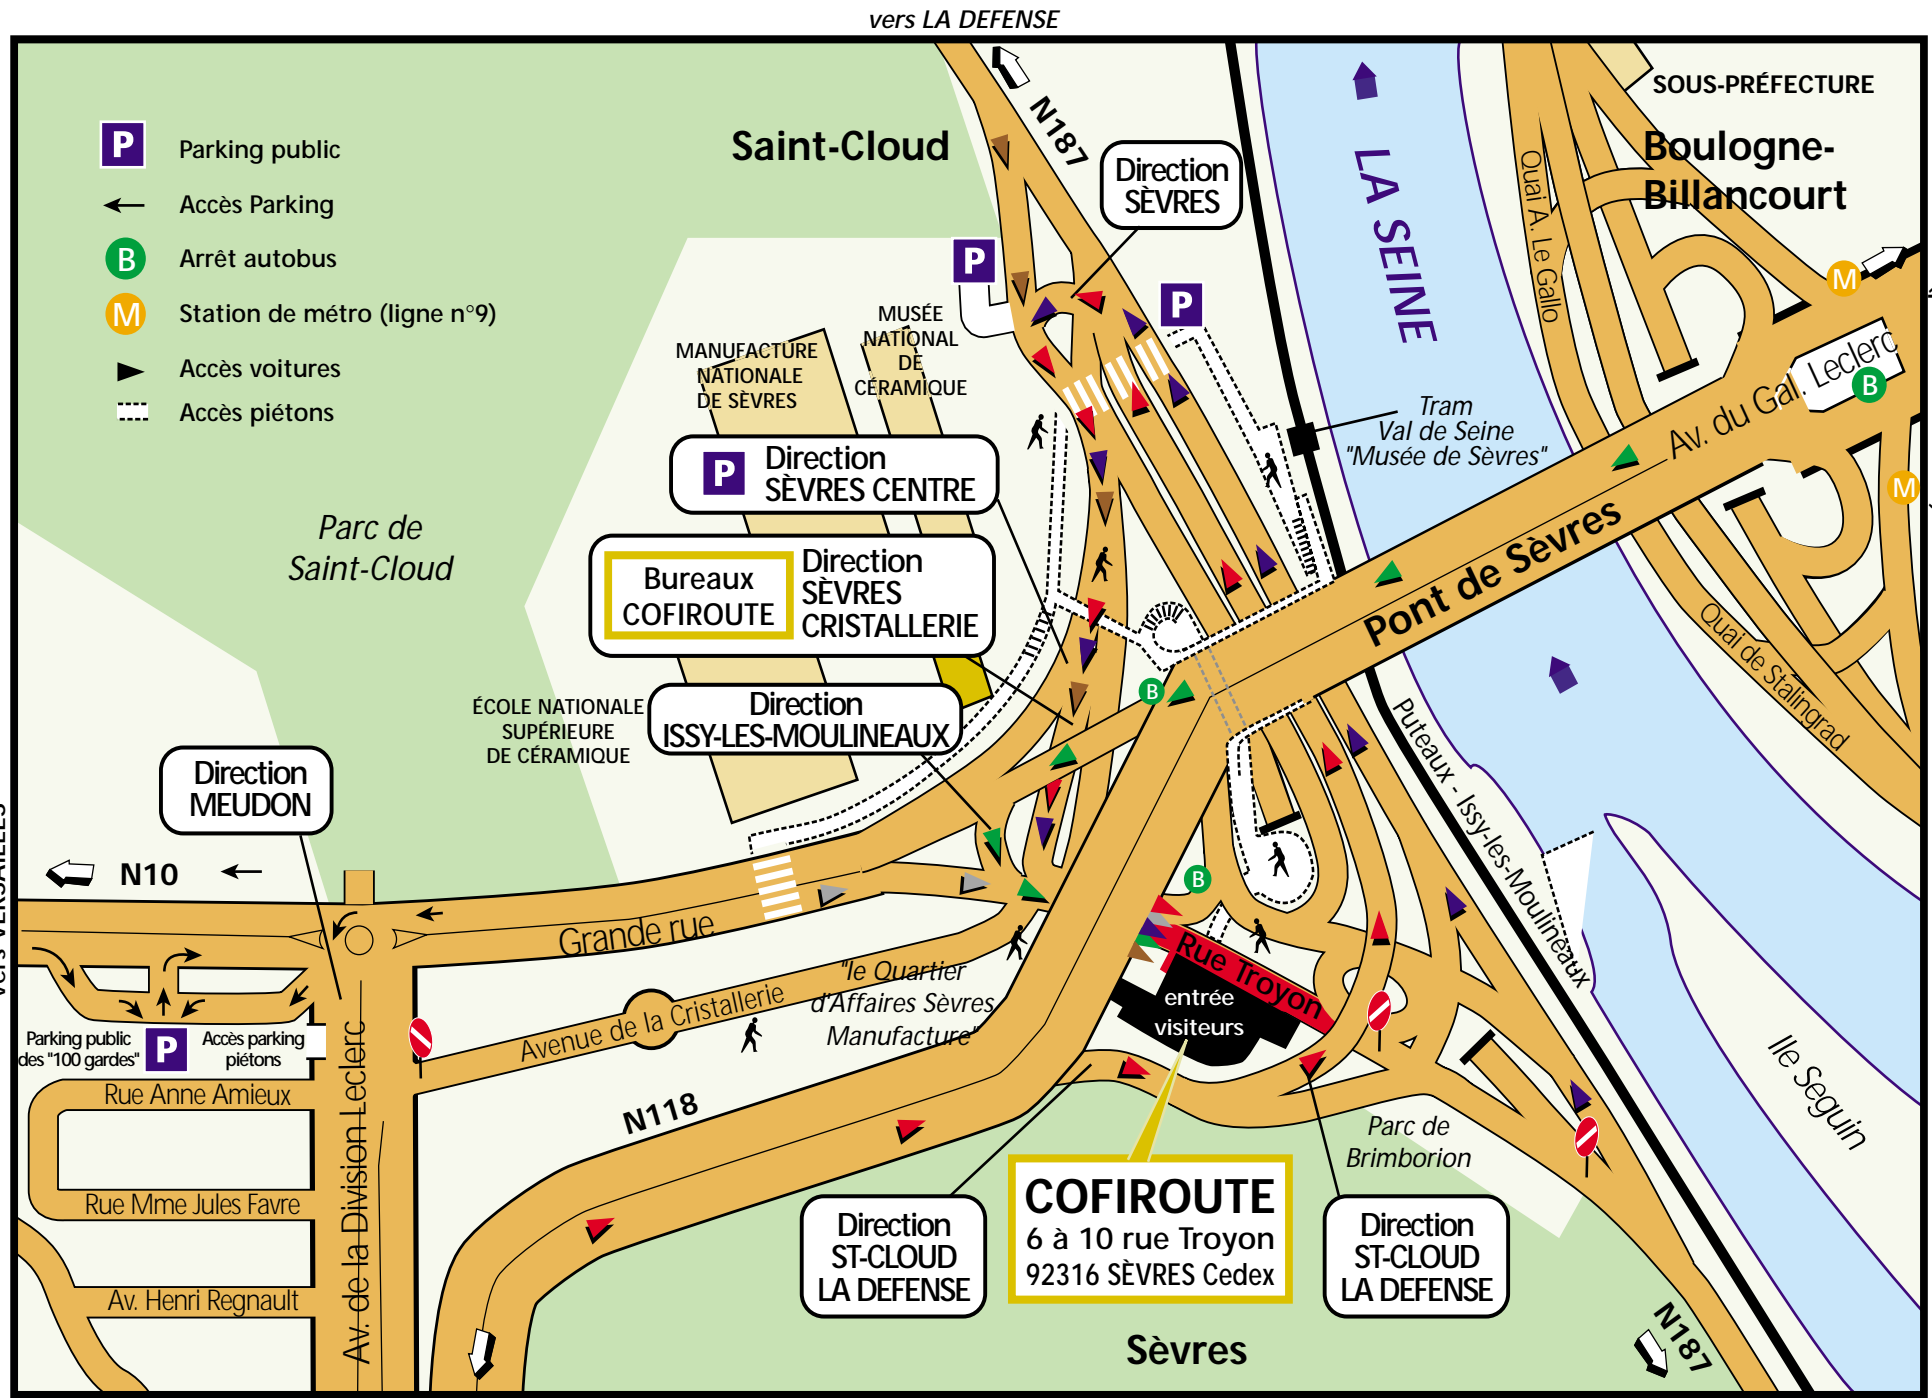 vers LA DEFENSE
SOUS-PRÉFECTURE
Boulogne-
Billancourt
Saint-Cloud
N187
P
Parking public
Accès Parking
B
Arrêt autobus
M
Station de métro (ligne n°9)
Accès voitures
Accès piétons
Direction
SÈVRES
LA SEINE
Quai A. Le Gallo
M
P
P
MUSÉE
NATIONAL
DE
CÉRAMIQUE
MANUFACTURE
NATIONALE
DE SÈVRES
Av. du Gal. Leclerc
B
M
Tram
Val de Seine
"Musée de Sèvres"
P
Direction
SÈVRES CENTRE
Parc de
Saint-Cloud
Bureaux
COFIROUTE
Direction
SÈVRES
CRISTALLERIE
Pont de Sèvres
Quai de Stalingrad
B
ÉCOLE NATIONALE
SUPÉRIEURE
DE CÉRAMIQUE
Direction
ISSY-LES-MOULINEAUX
Puteaux - Issy-les-Moulineaux
Direction
MEUDON
N10
Grande rue
B
Rue Troyon
"le Quartier
d'Affaires Sèvres
Manufacture"
entrée
visiteurs
Avenue de la Cristallerie
Parking public
des "100 gardes"
P
Accès parking
piétons
Rue Anne Amieux
Rue Mme Jules Favre
Av. Henri Regnault
Av. de la Division Leclerc
N118
Ile Seguin
Parc de
Brimborion
Direction
ST-CLOUD
LA DEFENSE
COFIROUTE
6 à 10 rue Troyon
92316 SÈVRES Cedex
Direction
ST-CLOUD
LA DEFENSE
Sèvres
N187